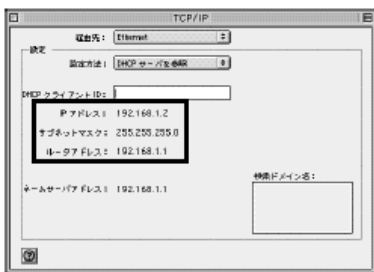 TCP/IP
経由先： Ethernet
設定
設定方法： DHCP サーバを参照
DHCP クライアント ID：
IP アドレス： 192.168.1.2
サブネットマスク： 255.255.255.0
ルータアドレス： 192.168.1.1
ネームサーバアドレス： 192.168.1.1
検索ドメイン名：